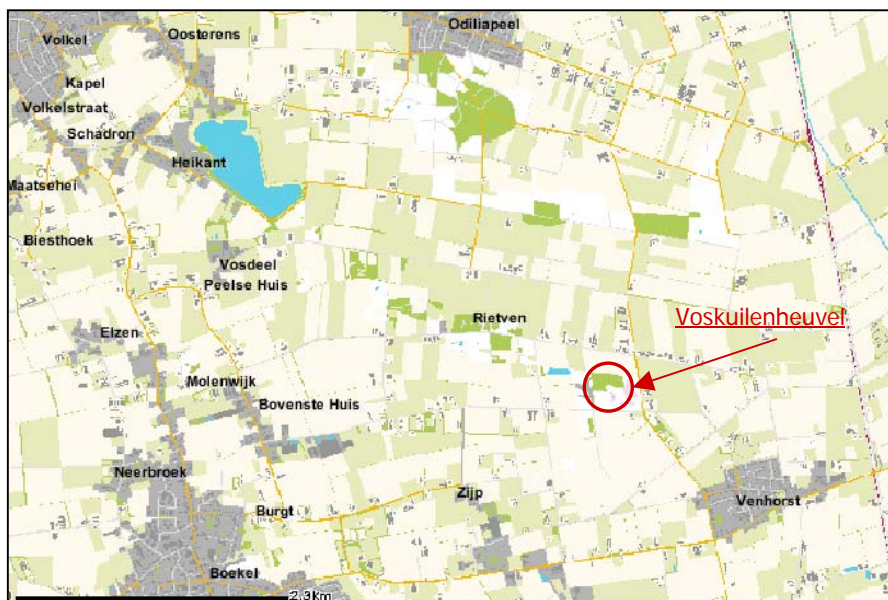 Odiliapeel
Oosterens
Volkel
Kapel
Volkelstraat
Schadron
Heikant
Maatsehei
Biesthoek
Vosdeel
Peelse Huis
Rietven
Voskuilenheuvel
Elzen
Molenwijk
Bovenste Huis
Neerbroek
Zijp
Venhorst
Burgt
Boekel
2.3km